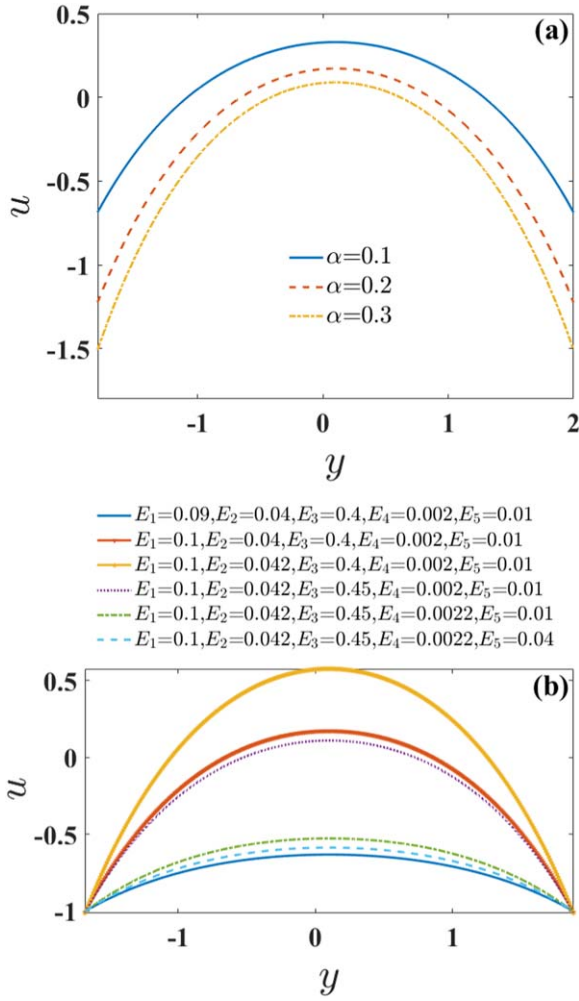 (a)
0.5
0
-0.5
-1
-1.5
u
α=0.1
α=0.2
α=0.3
-1 0 1 2
y
E1=0.09,E2=0.04,E3=0.4,E4=0.002,E5=0.01
E1=0.1,E2=0.04,E3=0.4,E4=0.002,E5=0.01
E1=0.1,E2=0.042,E3=0.4,E4=0.002,E5=0.01
E1=0.1,E2=0.042,E3=0.45,E4=0.002,E5=0.01
E1=0.1,E2=0.042,E3=0.45,E4=0.0022,E5=0.01
E1=0.1,E2=0.042,E3=0.45,E4=0.0022,E5=0.04
(b)
0.5
0
-0.5
-1
u
-1 0 1
y